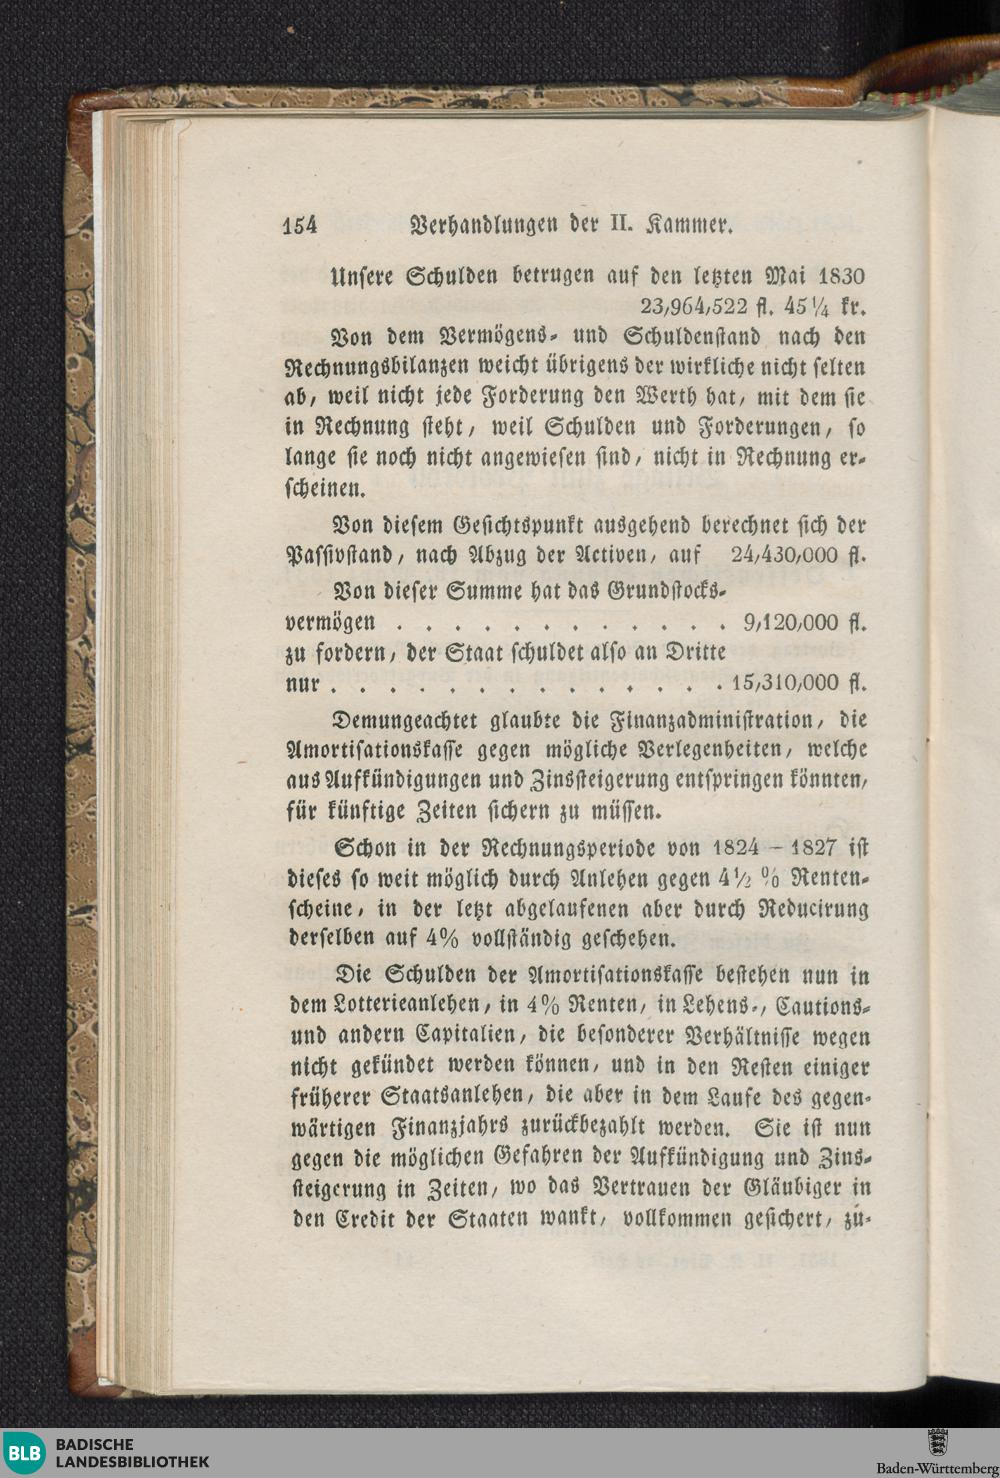 154 Verhandlungen der II. Kammer.
Unsere Schulden betrugen auf den letzten Mai 1830
23,964,522 fl. 45¼ kr.
Von dem Vermögens- und Schuldenstand nach den
Rechnungsbilanzen weicht übrigens der wirkliche nicht selten
ab, weil nicht jede Forderung den Werth hat, mit dem sie
in Rechnung steht, weil Schulden und Forderungen, so
lange sie noch nicht angewiesen sind, nicht in Rechnung er-
scheinen.
Von diesem Gesichtspunkt ausgehend berechnet sich der
Passivstand, nach Abzug der Activen, auf 24,430,000 fl.
Von dieser Summe hat das Grundstocks-
vermögen . . . . . . . . . . . . 9,120,000 fl.
zu fordern, der Staat schuldet also an Dritte
nur . . . . . . . . . . . . . . 15,310,000 fl.
Demungeachtet glaubte die Finanzadministration, die
Amortisationskasse gegen mögliche Verlegenheiten, welche
aus Aufkündigungen und Zinssteigerung entspringen könnten,
für künftige Zeiten sichern zu müssen.
Schon in der Rechnungsperiode von 1824 – 1827 ist
dieses so weit möglich durch Anlehen gegen 4½ % Renten-
scheine, in der letzt abgelaufenen aber durch Reducirung
derselben auf 4% vollständig geschehen.
Die Schulden der Amortisationskasse bestehen nun in
dem Lotterieanlehen, in 4% Renten, in Lehens-, Cautions-
und andern Capitalien, die besonderer Verhältnisse wegen
nicht gekündet werden können, und in den Resten einiger
früherer Staatsanlehen, die aber in dem Laufe des gegen-
wärtigen Finanzjahrs zurückbezahlt werden. Sie ist nun
gegen die möglichen Gefahren der Aufkündigung und Zins-
steigerung in Zeiten, wo das Vertrauen der Gläubiger in
den Credit der Staaten wankt, vollkommen gesichert, zu-
BLB BADISCHE
LANDESBIBLIOTHEK
Baden-Württemberg